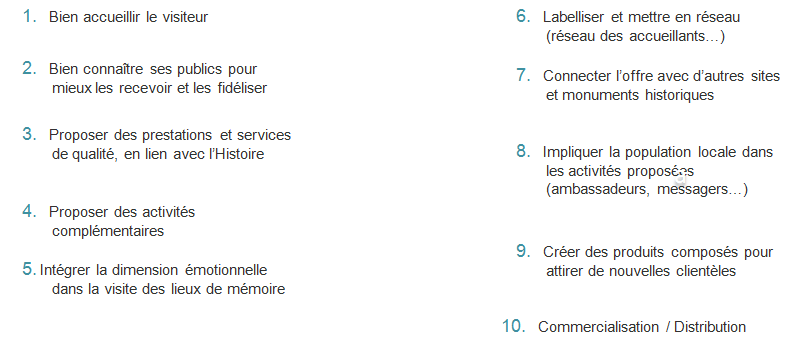 1. Bien accueillir le visiteur
2. Bien connaître ses publics pour
mieux les recevoir et les fidéliser
3. Proposer des prestations et services
de qualité, en lien avec l'Histoire
4. Proposer des activités
complémentaires
5. Intégrer la dimension émotionnelle
dans la visite des lieux de mémoire
6. Labelliser et mettre en réseau
(réseau des accueillants…)
7. Connecter l'offre avec d'autres sites
et monuments historiques
8. Impliquer la population locale dans
les activités proposées
(ambassadeurs, messagers…)
9. Créer des produits composés pour
attirer de nouvelles clientèles
10. Commercialisation / Distribution